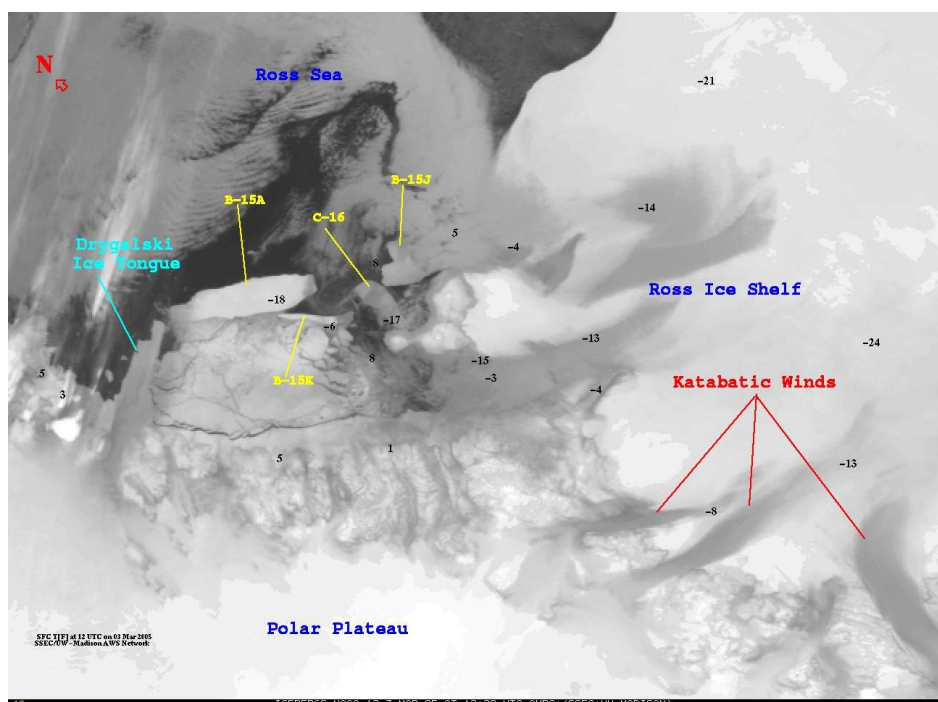 N
Ross Sea
-21
B-15J
B-15A
C-16
-14
5
-4
Drygalski
Ice Tongue
8
Ross Ice Shelf
-18
-17
-6
-13
-24
8
-15
.5
B-15K
-3
Katabatic Winds
3
-4
1
5
-13
-8
Polar Plateau
SFC T[F] at 12 UTC on 03 Mar 2005
SSEC/UW-Madison AWS Network